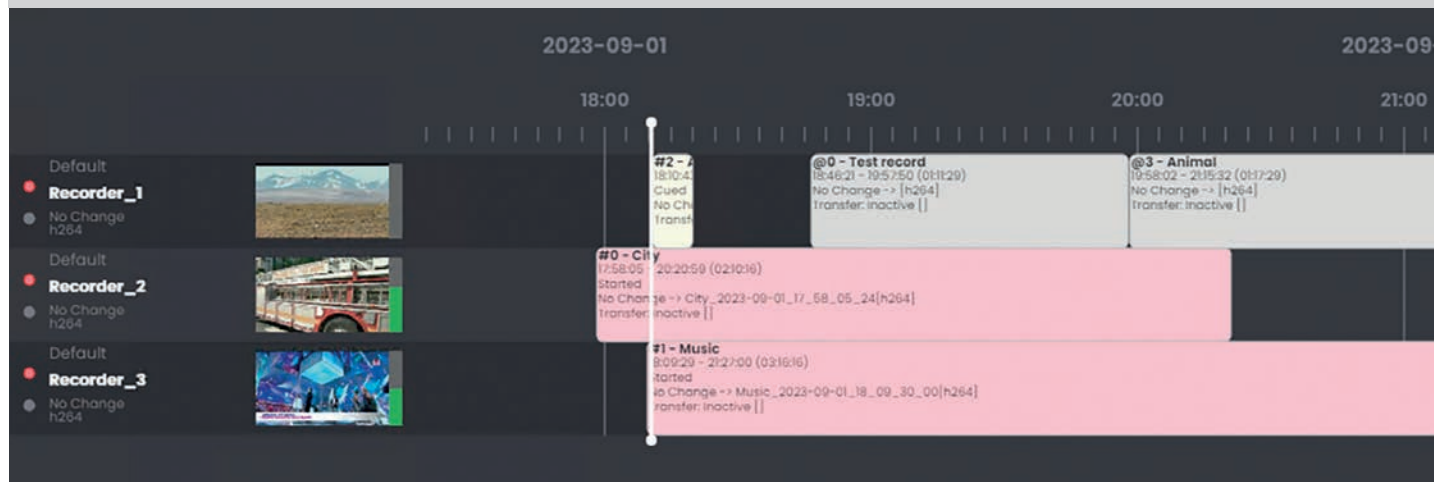 2023-09-01
2023-09-
18:00
19:00
20:00
21:00
Default
Recorder_1
No Change
h264
#2 - A
18:10:4
Cued
No Ch
Transf
@0 - Test record
18:46:21 - 19:57:50 (01:11:29)
No Change -> [h264]
Transfer: Inactive []
@3 - Animal
19:58:02 - 21:15:32 (01:17:29)
No Change -> [h264]
Transfer: Inactive []
Default
Recorder_2
No Change
h264
#0 - City
17:58:05 - 20:20:59 (02:10:16)
Started
No Change -> City_2023-09-01_17_58_05_24[h264]
Transfer: Inactive []
Default
Recorder_3
No Change
h264
#1 - Music
8:09:29 - 21:27:00 (03:16:16)
tarted
o Change -> Music_2023-09-01_18_09_30_00[h264]
ransfer: Inactive []